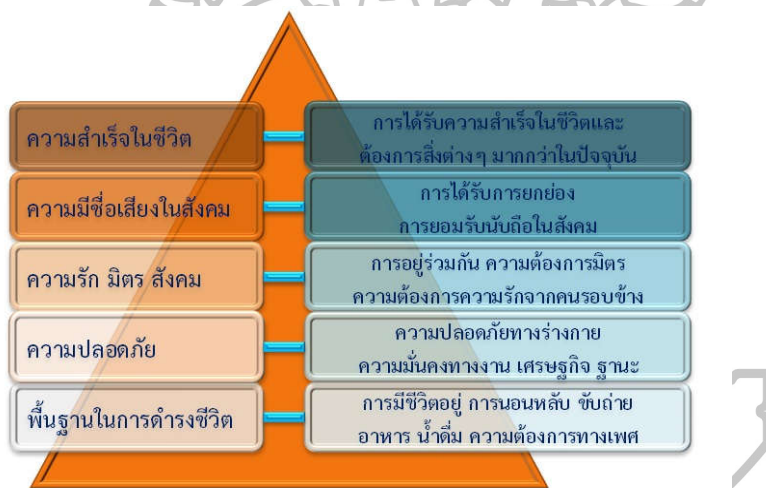 ความสำเร็จในชีวิต
การได้รับความสำเร็จในชีวิตและ
ต้องการสิ่งต่างๆ มากกว่าในปัจจุบัน
ความมีชื่อเสียงในสังคม
การได้รับการยกย่อง
การยอมรับนับถือในสังคม
ความรัก มิตร สังคม
การอยู่ร่วมกัน ความต้องการมิตร
ความต้องการความรักจากคนรอบข้าง
ความปลอดภัย
ความปลอดภัยทางร่างกาย
ความมั่นคงทางงาน เศรษฐกิจ ฐานะ
พื้นฐานในการดำรงชีวิต
การมีชีวิตอยู่ การนอนหลับ ขับถ่าย
อาหาร น้ำดื่ม ความต้องการทางเพศ